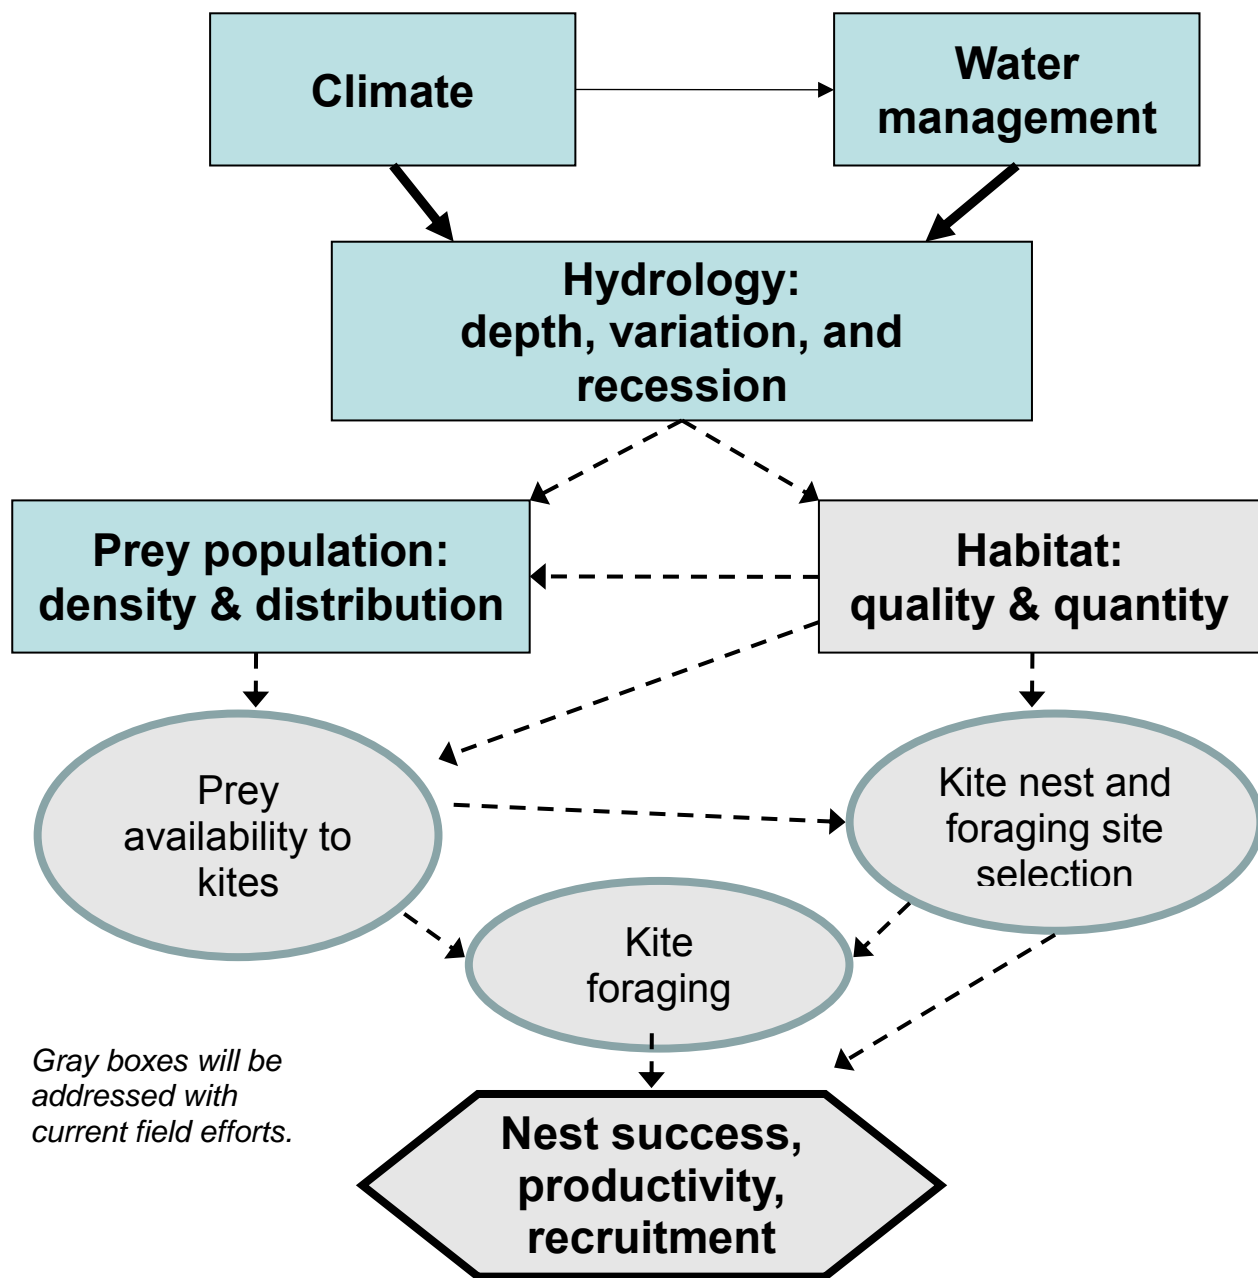 Climate
Water
management
Hydrology:
depth, variation, and
recession
Prey population:
density & distribution
Habitat:
quality & quantity
Prey
availability to
kites
Kite nest and
foraging site
selection
Kite
foraging
Gray boxes will be
addressed with
current field efforts.
Nest success,
productivity,
recruitment